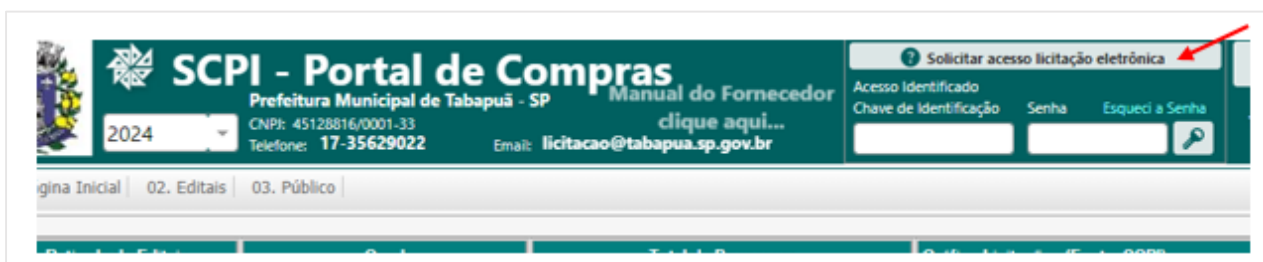 SCPI - Portal de Compras
Prefeitura Municipal de Tabapuã - SP
Manual do Fornecedor
clique aqui...
2024
CNPJ: 45128816/0001-33
Telefone: 17-35629022
Email: licitacao@tabapua.sp.gov.br
Solicitar acesso licitação eletrônica
Acesso Identificado
Chave de Identificação Senha Esqueci a Senha
gina Inicial 02. Editais 03. Público